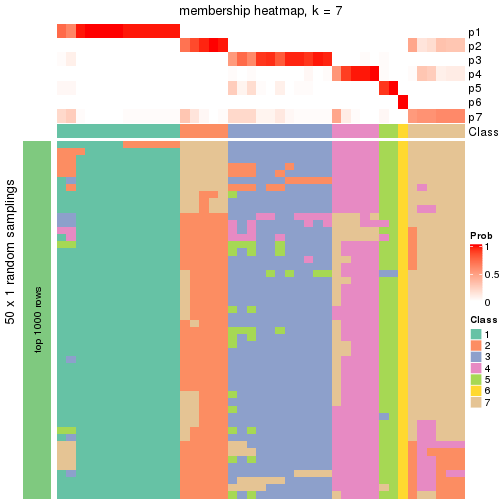 membership heatmap, k = 7
p1
p2
p3
p4
p5
p6
p7
Class
50 x 1 random samplings
top 1000 rows
Prob
1
0.5
0
Class
1
2
3
4
5
6
7